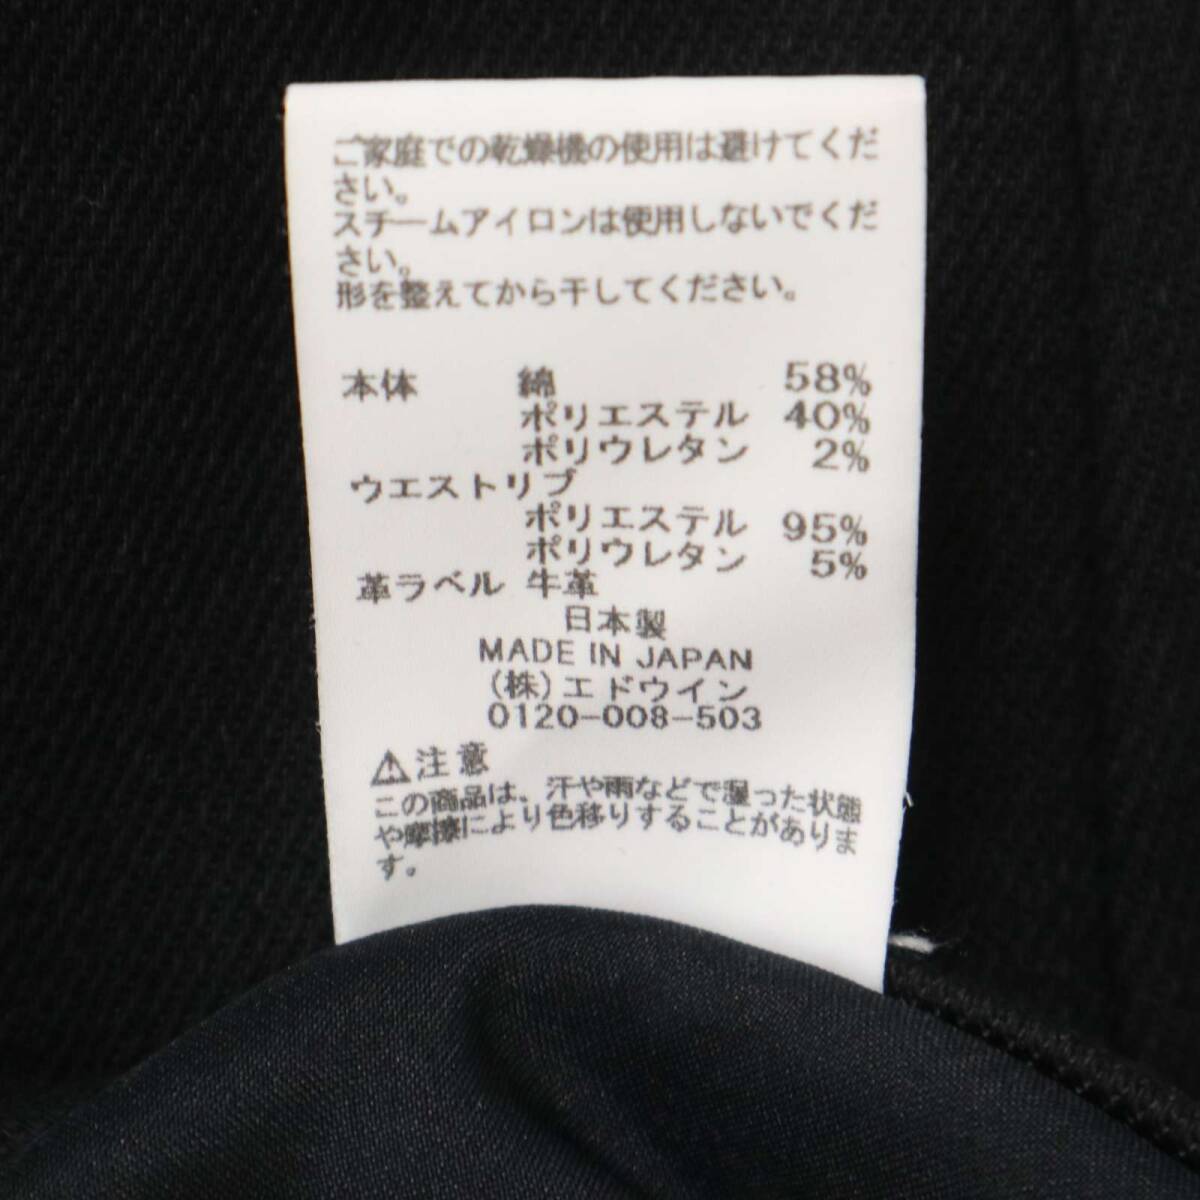 ご家庭での乾燥機の使用は避けてくだ
さい。
スチームアイロンは使用しないでくだ
さい。
形を整えてから干してください。
本体 綿 58%
ポリエステル 40%
ポリウレタン 2%
ウエストリブ
ポリエステル 95%
ポリウレタン 5%
革ラベル 牛革
日本製
MADE IN JAPAN
(株)エドウイン
0120-008-503
⚠注意
この商品は、汗や雨などで湿った状態
や摩擦により色移りすることがありま
す。